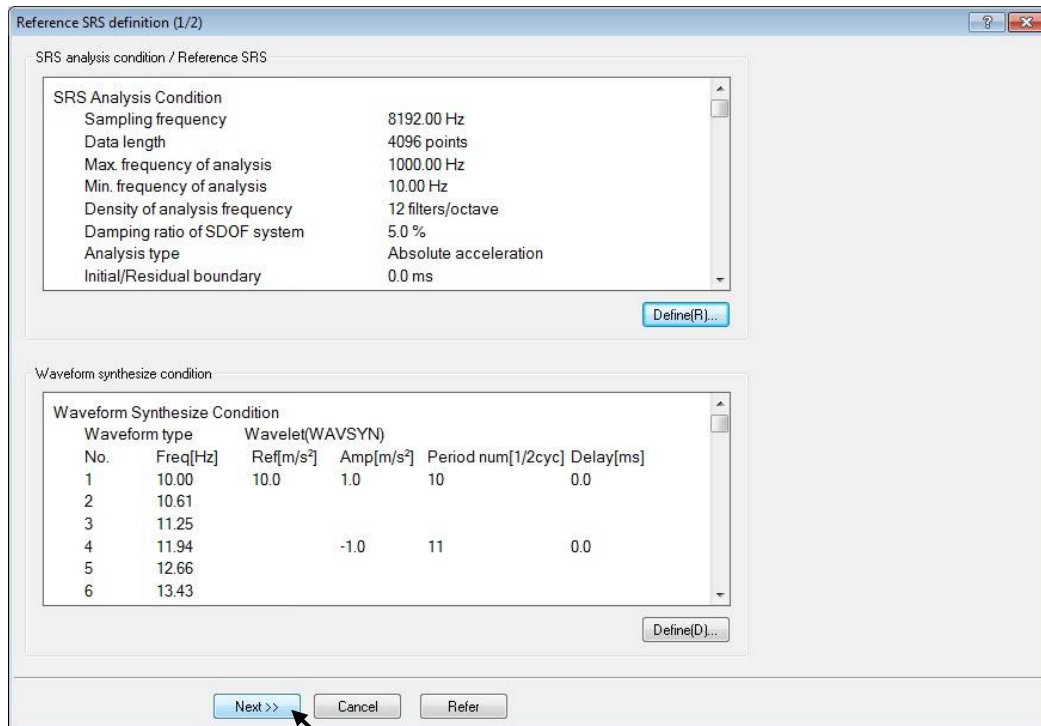 Reference SRS definition (1/2)
?
SRS analysis condition / Reference SRS
SRS Analysis Condition
Sampling frequency 8192.00 Hz
Data length 4096 points
Max. frequency of analysis 1000.00 Hz
Min. frequency of analysis 10.00 Hz
Density of analysis frequency 12 filters/octave
Damping ratio of SDOF system 5.0 %
Analysis type Absolute acceleration
Initial/Residual boundary 0.0 ms
Define(R)...
Waveform synthesize condition
Waveform Synthesize Condition
Waveform type Wavelet(WAVSYN)
No. Freq[Hz] Ref[m/s²] Amp[m/s²] Period num[1/2cyc] Delay[ms]
1 10.00 10.0 1.0 10 0.0
2 10.61
3 11.25
4 11.94 -1.0 11 0.0
5 12.66
6 13.43
Define(D)...
Next >> Cancel Refer